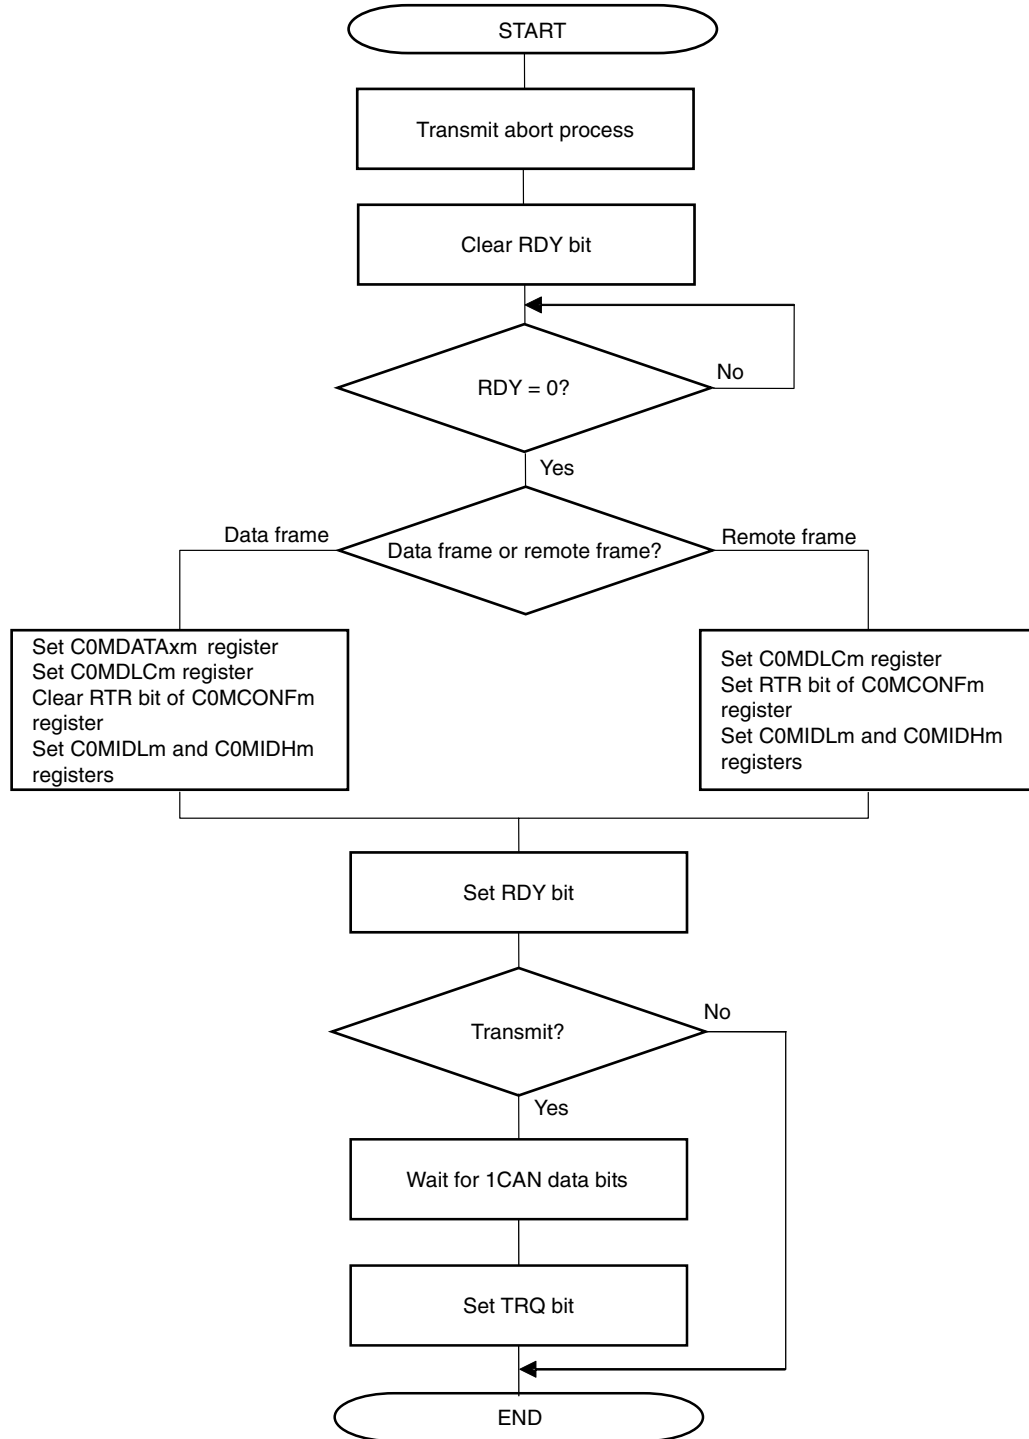 START
Transmit abort process
Clear RDY bit
No
RDY = 0?
Yes
Data frame
Data frame or remote frame?
Remote frame
Set C0MDATAxm register
Set C0MDLCm register
Clear RTR bit of C0MCONFm
register
Set C0MIDLm and C0MIDHm
registers
Set C0MDLCm register
Set RTR bit of C0MCONFm
register
Set C0MIDLm and C0MIDHm
registers
Set RDY bit
No
Transmit?
Yes
Wait for 1CAN data bits
Set TRQ bit
END